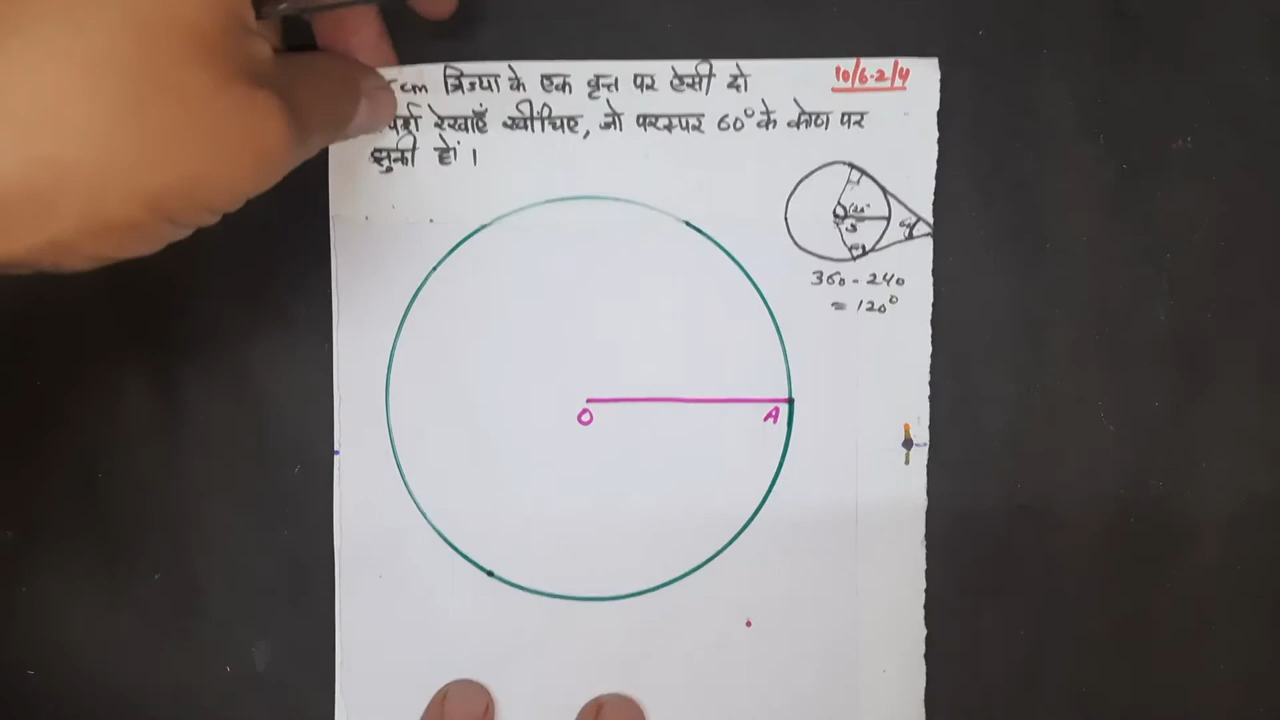 cm त्रिज्या के एक वृत्त पर ऐसी दो
रेखाएँ खींचिए, जो परस्पर 60° के कोण पर
झुकी हों।
10/6.2/4
360 - 240
= 120°
O
A